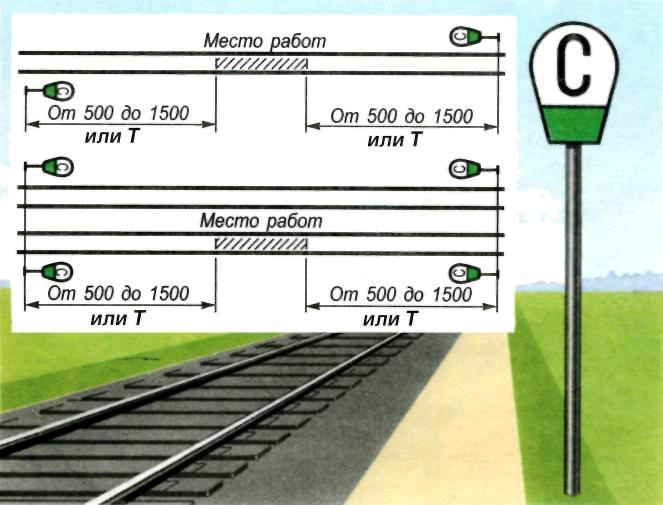 Место работ
С
С
От 500 до 1500
или Т
От 500 до 1500
или Т
С
С
С
Место работ
С
С
От 500 до 1500
или Т
От 500 до 1500
или Т